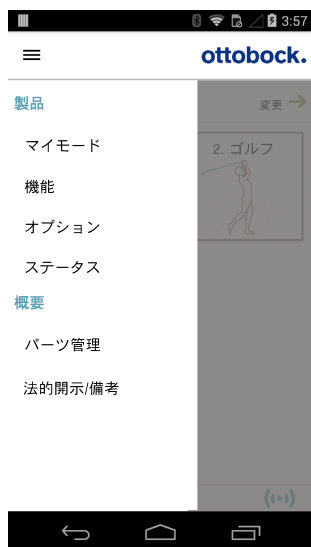 3:57
ottobock.
製品
変更
マイモード
2. ゴルフ
機能
オプション
ステータス
概要
パーツ管理
法的開示/備考